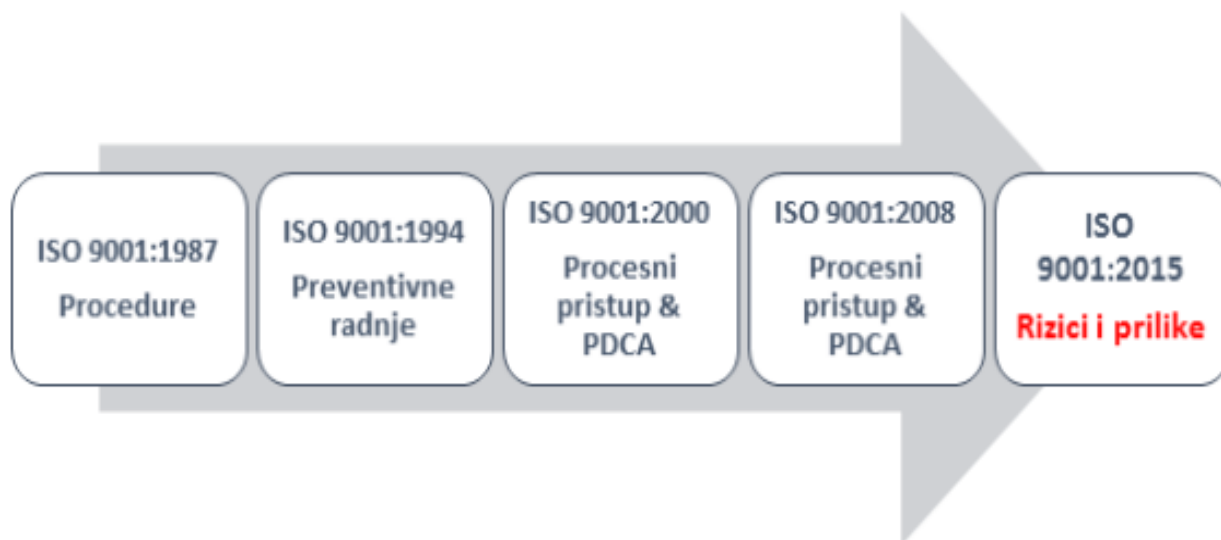 ISO 9001:1987
Procedure
ISO 9001:1994
Preventivne
radnje
ISO 9001:2000
Procesni
pristup &
PDCA
ISO 9001:2008
Procesni
pristup &
PDCA
ISO
9001:2015
Rizici i prilike